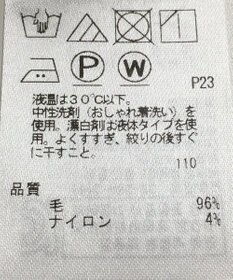 P W
P23
液温は30℃以下。
中性洗剤（おしゃれ着洗い）を
使用。漂白剤は液体タイプを使
用。よくすすぎ、絞りの後すぐ
に干すこと。
110
品質
毛 96%
ナイロン 4%